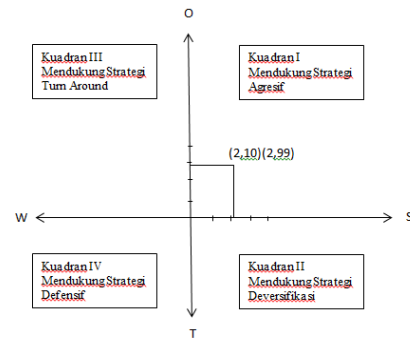 O
Kuadran III
Mendukung Strategi
Turn Around
Kuadran I
Mendukung Strategi
Agresif
(2,10)(2,99)
W
S
Kuadran IV
Mendukung Strategi
Defensif
Kuadran II
Mendukung Strategi
Deversifikasi
T